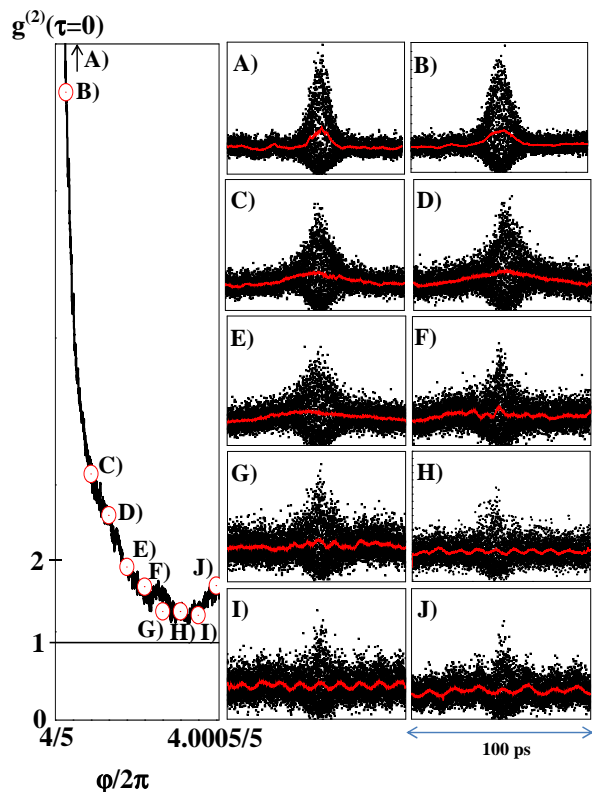 g(2)(τ=0)
A)
B)
C)
D)
E)
F)
J)
G)
H)
I)
2
1
0
4/5
4.0005/5
φ/2π
A)
B)
C)
D)
E)
F)
G)
H)
I)
J)
100 ps